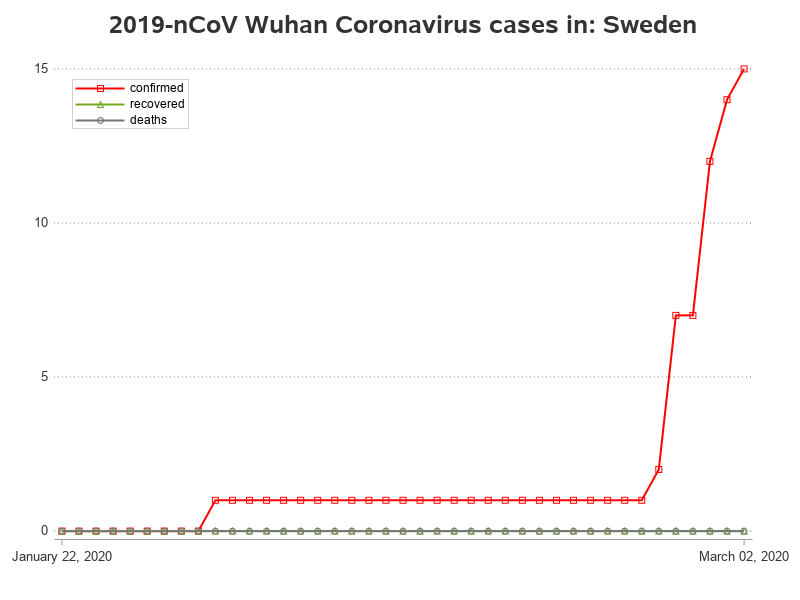 2019-nCoV Wuhan Coronavirus cases in: Sweden
15
confirmed
recovered
deaths
10
5
0
January 22, 2020
March 02, 2020